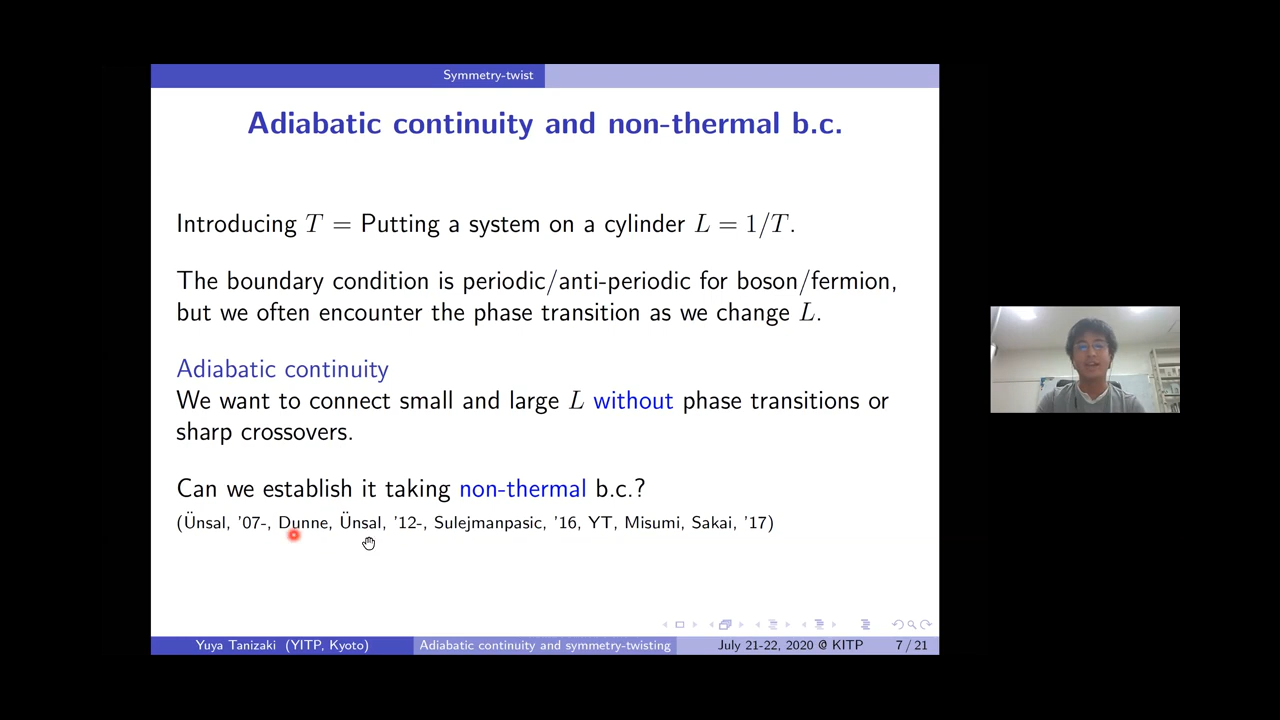 Symmetry-twist
Adiabatic continuity and non-thermal b.c.
Introducing T = Putting a system on a cylinder L = 1/T.
The boundary condition is periodic/anti-periodic for boson/fermion,
but we often encounter the phase transition as we change L.
Adiabatic continuity
We want to connect small and large L without phase transitions or
sharp crossovers.
Can we establish it taking non-thermal b.c.?
(Ünsal, '07-, Dunne, Ünsal, '12-, Sulejmanpasic, '16, YT, Misumi, Sakai, '17)
Yuya Tanizaki (YITP, Kyoto) Adiabatic continuity and symmetry-twisting July 21-22, 2020 @ KITP 7 / 21